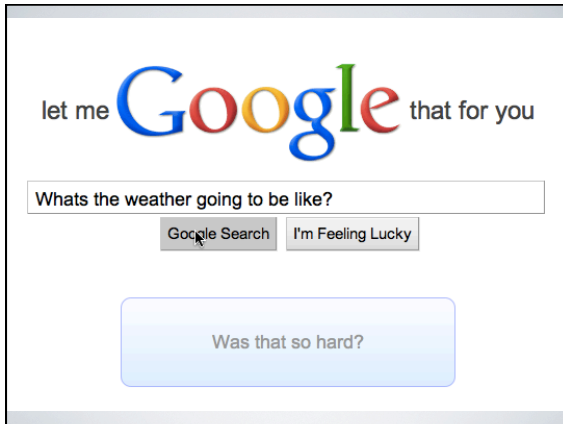 let me Google that for you
Whats the weather going to be like?
Google Search I'm Feeling Lucky
Was that so hard?